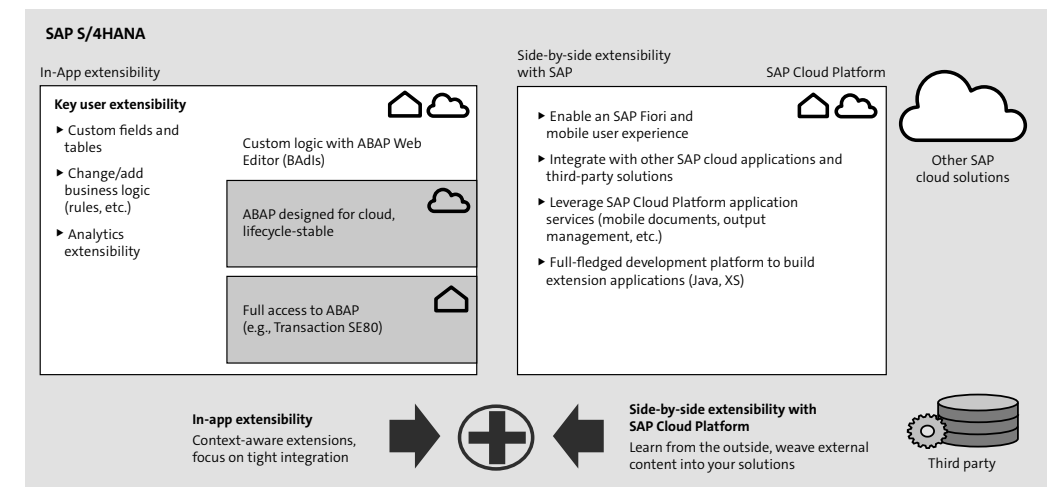 SAP S/4HANA
In-App extensibility
Key user extensibility
▶ Custom fields and
tables
▶ Change/add
business logic
(rules, etc.)
▶ Analytics
extensibility
Custom logic with ABAP Web
Editor (BAdIs)
ABAP designed for cloud,
lifecycle-stable
Full access to ABAP
(e.g., Transaction SE80)
Side-by-side extensibility
with SAP
SAP Cloud Platform
▶ Enable an SAP Fiori and
mobile user experience
▶ Integrate with other SAP cloud applications and
third-party solutions
▶ Leverage SAP Cloud Platform application
services (mobile documents, output
management, etc.)
▶ Full-fledged development platform to build
extension applications (Java, XS)
Other SAP
cloud solutions
In-app extensibility
Context-aware extensions,
focus on tight integration
Side-by-side extensibility with
SAP Cloud Platform
Learn from the outside, weave external
content into your solutions
Third party